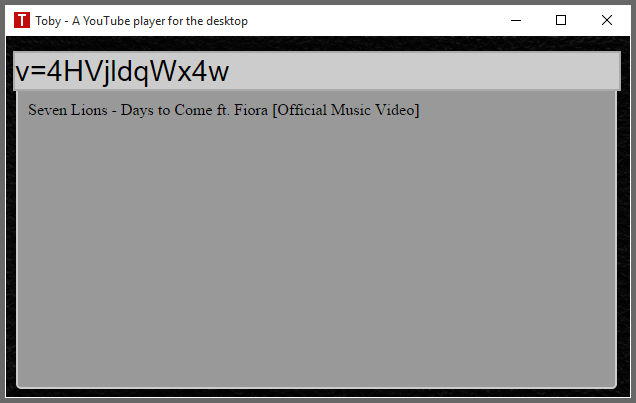 T Toby - A YouTube player for the desktop
v=4HVjldqWx4w
Seven Lions - Days to Come ft. Fiora [Official Music Video]